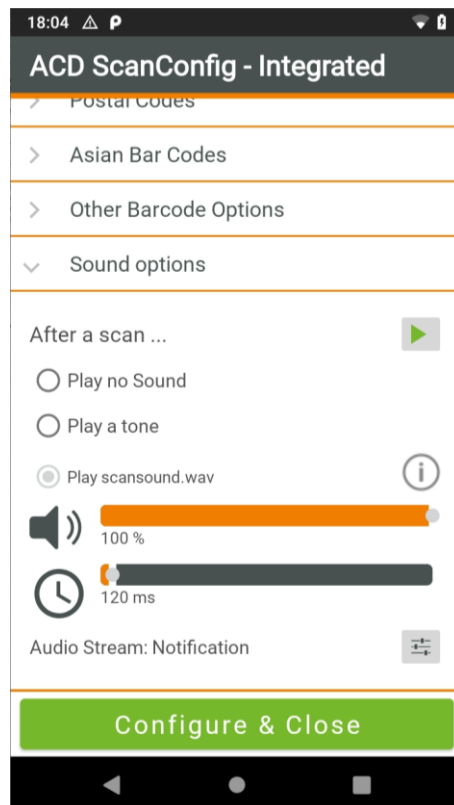 18:04
ACD ScanConfig - Integrated
Postal Codes
Asian Bar Codes
Other Barcode Options
Sound options
After a scan ...
Play no Sound
Play a tone
Play scansound.wav
100 %
120 ms
Audio Stream: Notification
Configure & Close